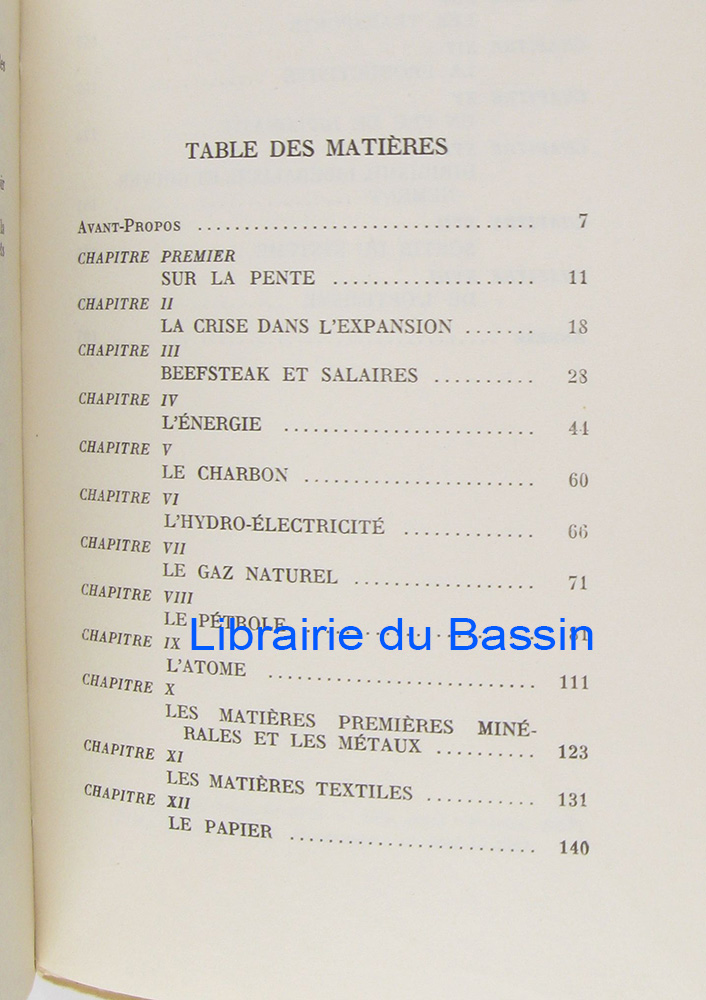 TABLE DES MATIÈRES
AVANT-PROPOS .................................. 7
CHAPITRE PREMIER
SUR LA PENTE ...................... 11
CHAPITRE II
LA CRISE DANS L'EXPANSION ........ 18
CHAPITRE III
BEEFSTEAK ET SALAIRES ........... 28
CHAPITRE IV
L'ÉNERGIE ........................... 44
CHAPITRE V
LE CHARBON ......................... 60
CHAPITRE VI
L'HYDRO-ÉLECTRICITÉ .............. 66
CHAPITRE VII
LE GAZ NATUREL ................... 71
CHAPITRE VIII
LE PÉTROLE
Librairie du Bassin
CHAPITRE IX
L'ATOME ............................. 111
CHAPITRE X
LES MATIÈRES PREMIÈRES MINÉ-
RALES ET LES MÉTAUX ........... 123
CHAPITRE XI
LES MATIÈRES TEXTILES ............ 131
CHAPITRE XII
LE PAPIER ........................... 140